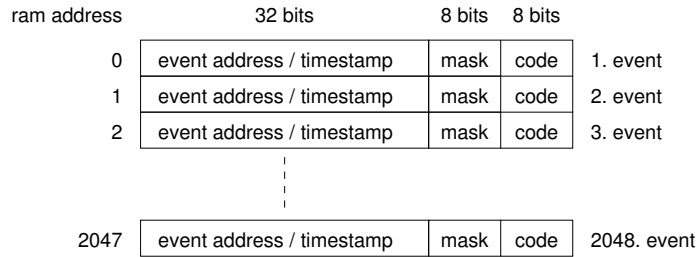 ram address 32 bits 8 bits 8 bits
0 event address / timestamp mask code 1. event
1 event address / timestamp mask code 2. event
2 event address / timestamp mask code 3. event
2047 event address / timestamp mask code 2048. event